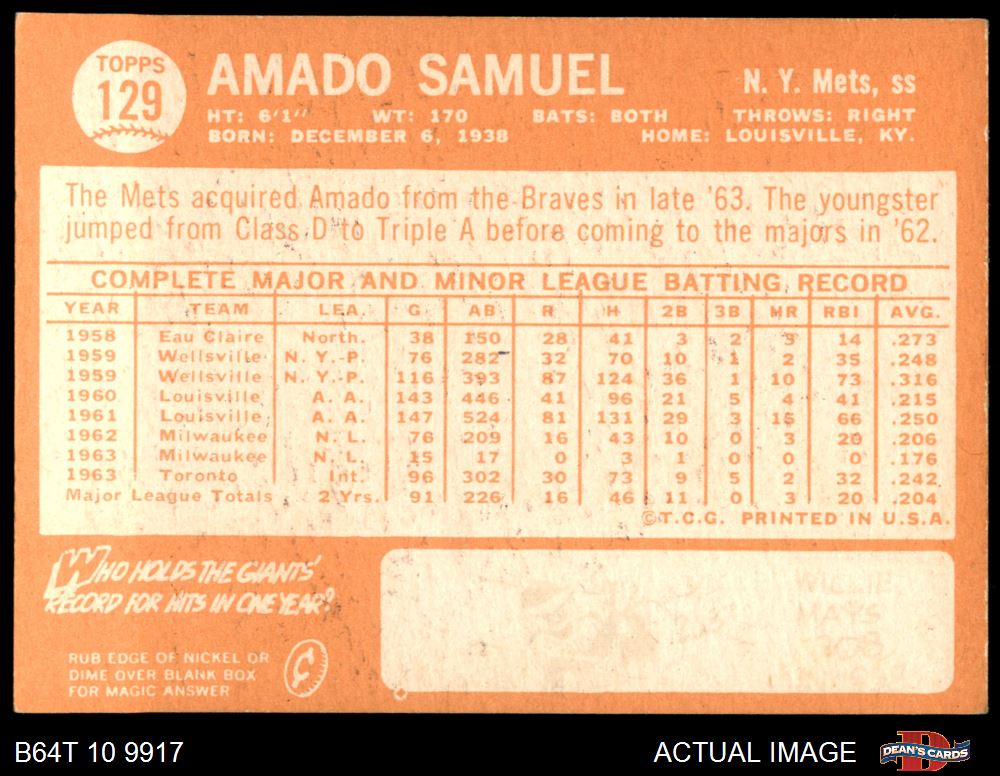 TOPPS
129
AMADO SAMUEL
N. Y. Mets, ss
HT: 6'1" WT: 170 BATS: BOTH THROWS: RIGHT
BORN: DECEMBER 6, 1938 HOME: LOUISVILLE, KY.
The Mets acquired Amado from the Braves in late '63. The youngster
jumped from Class D to Triple A before coming to the majors in '62.
COMPLETE MAJOR AND MINOR LEAGUE BATTING RECORD
YEAR TEAM LEA. G AB R H 2B 3B HR RBI AVG.
1958 Eau Claire North. 38 150 28 41 3 2 3 14 .273
1959 Wellsville N. Y.-P. 76 282 32 70 10 1 2 35 .248
1959 Wellsville N. Y.-P. 116 393 87 124 36 1 10 73 .316
1960 Louisville A. A. 143 446 41 96 21 5 4 41 .215
1961 Louisville A. A. 147 524 81 131 29 3 15 66 .250
1962 Milwaukee N. L. 76 209 16 43 10 0 3 20 .206
1963 Milwaukee N. L. 15 17 0 3 1 0 0 0 .176
1963 Toronto Int. 96 302 30 73 9 5 2 32 .242
Major League Totals 2 Yrs. 91 226 16 46 11 0 3 20 .204
©T.C.G. PRINTED IN U.S.A.
WHO HOLDS THE GIANTS'
RECORD FOR HITS IN ONE YEAR?
RUB EDGE OF NICKEL OR
DIME OVER BLANK BOX
FOR MAGIC ANSWER
WILLIE
MAYS
208
B64T 10 9917
ACTUAL IMAGE
DEAN'S CARDS